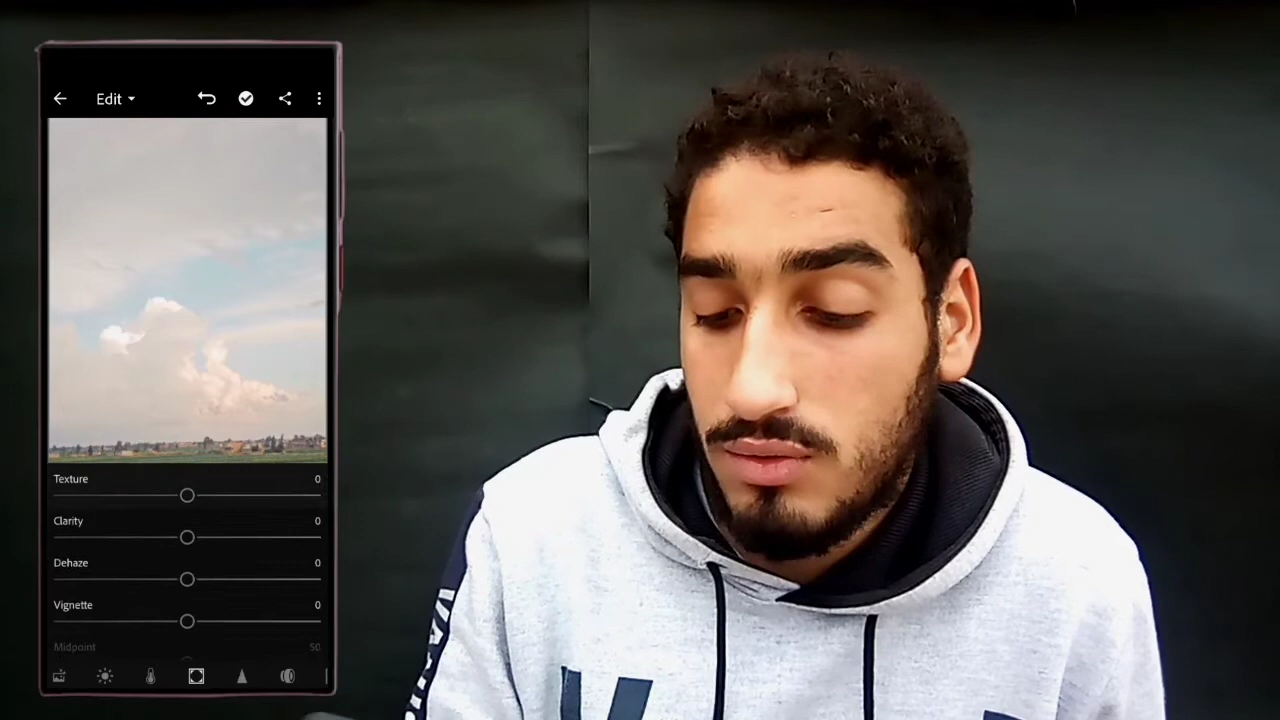 Edit
Texture 0
Clarity 0
Dehaze 0
Vignette 0
Midpoint 50